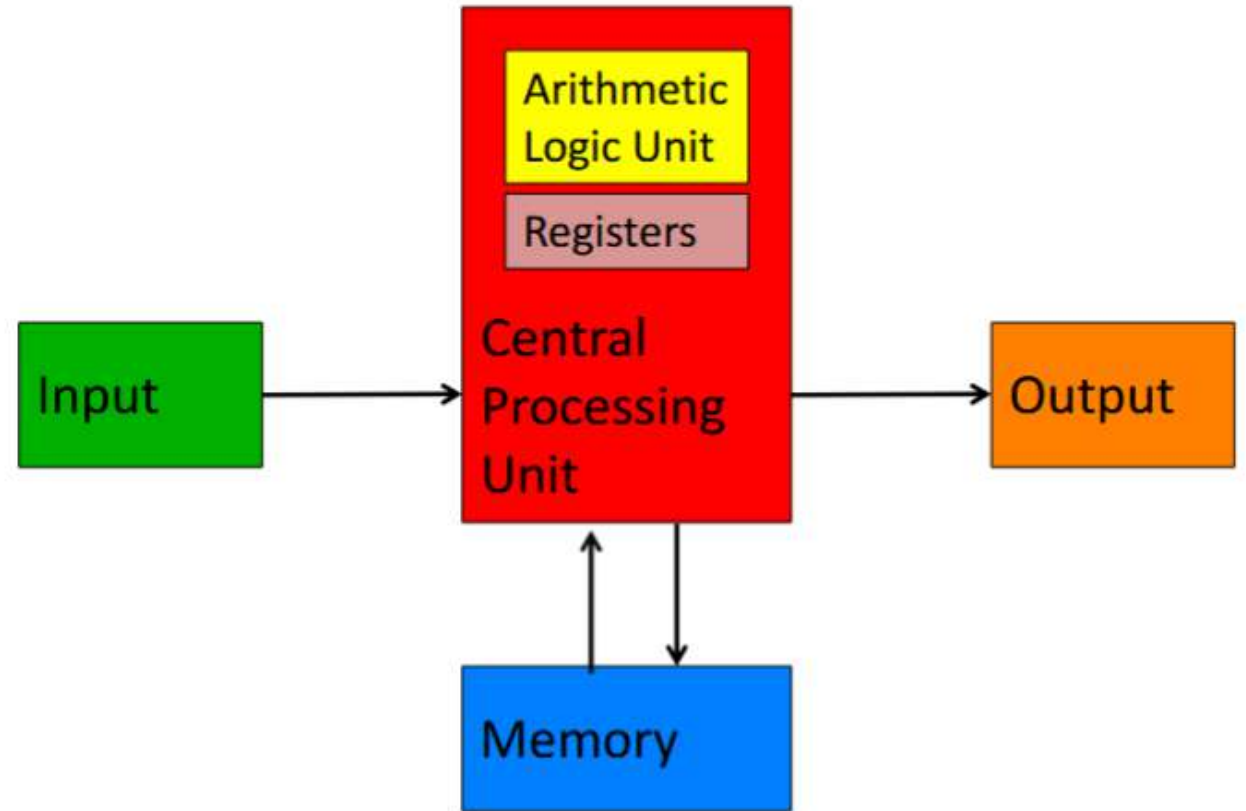 Arithmetic
Logic Unit
Registers
Central
Processing
Unit
Input
Output
Memory